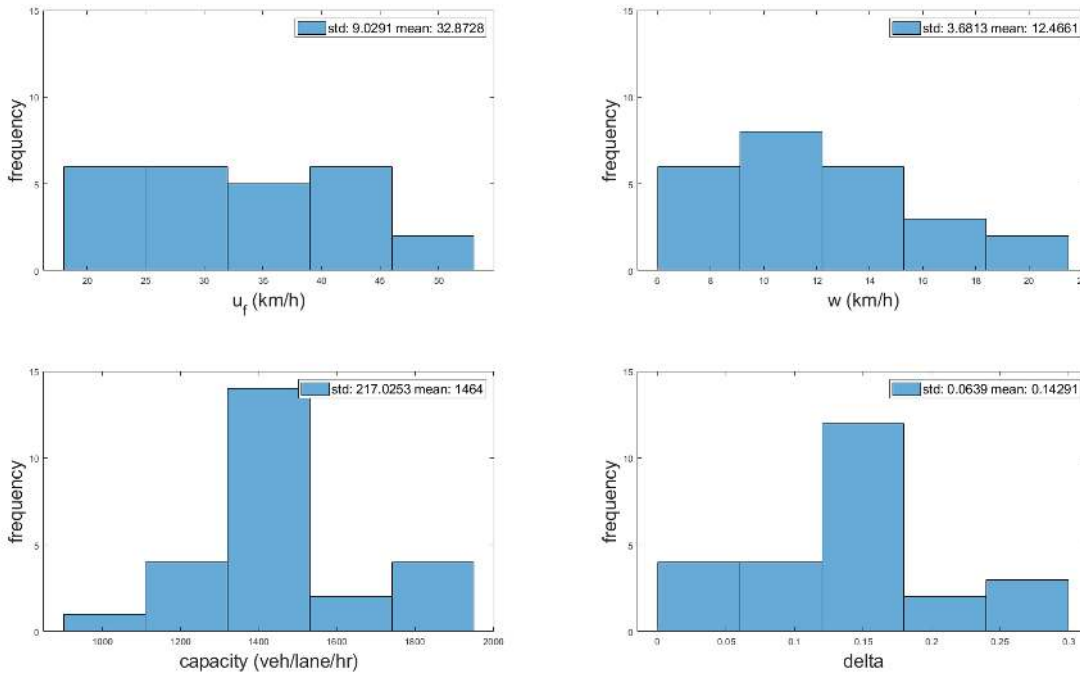 std: 9.0291 mean: 32.8728
15
10
5
0
frequency
20 25 30 35 40 45 50
u_f (km/h)
std: 3.6813 mean: 12.4661
15
10
5
0
frequency
6 8 10 12 14 16 18 20
w (km/h)
std: 217.0253 mean: 1464
15
10
5
0
frequency
1000 1200 1400 1600 1800 2000
capacity (veh/lane/hr)
std: 0.0639 mean: 0.14291
15
10
5
0
frequency
0 0.05 0.1 0.15 0.2 0.25 0.3
delta